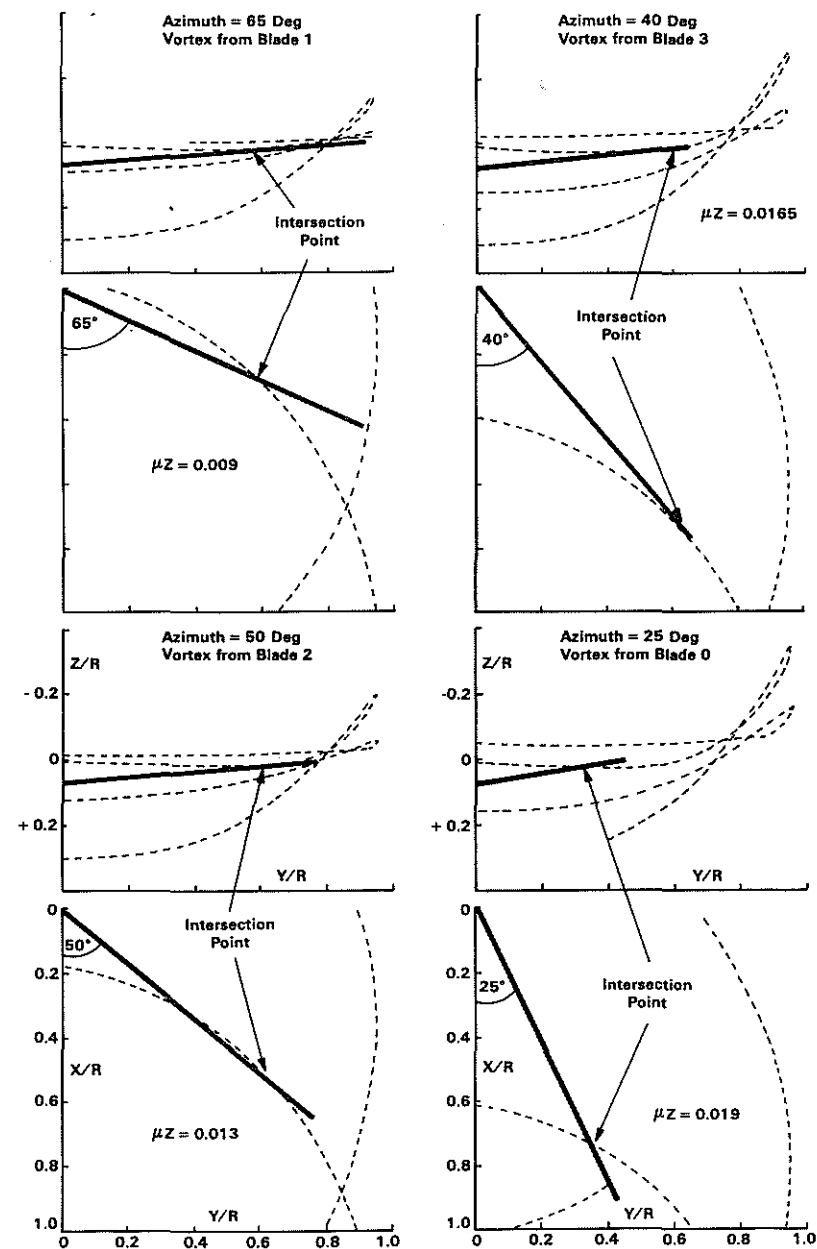 Azimuth = 65 Deg
Vortex from Blade 1
Intersection
Point
65°
μZ = 0.009
Azimuth = 40 Deg
Vortex from Blade 3
μZ = 0.0165
Intersection
Point
40°
Azimuth = 50 Deg
Vortex from Blade 2
Z/R
- 0.2
0
+ 0.2
Y/R
Intersection
Point
0
50°
0.2
0.4
X/R
0.6
μZ = 0.013
0.8
Y/R
1.0
0 0.2 0.4 0.6 0.8 1.0
Azimuth = 25 Deg
Vortex from Blade 0
Z/R
- 0.2
0
+ 0.2
Y/R
0
0.2
25°
Intersection
Point
0.4
X/R
0.6
μZ = 0.019
0.8
Y/R
1.0
0 0.2 0.4 0.6 0.8 1.0